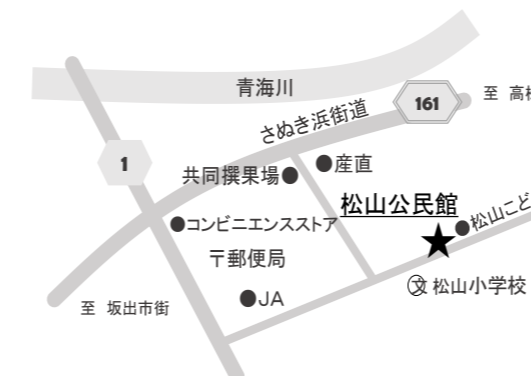 青海川
至 高松
161
さぬき浜街道
1
産直
共同撰果場
松山公民館
松山こど
コンビニエンスストア
〒郵便局
文 松山小学校
JA
至 坂出市街